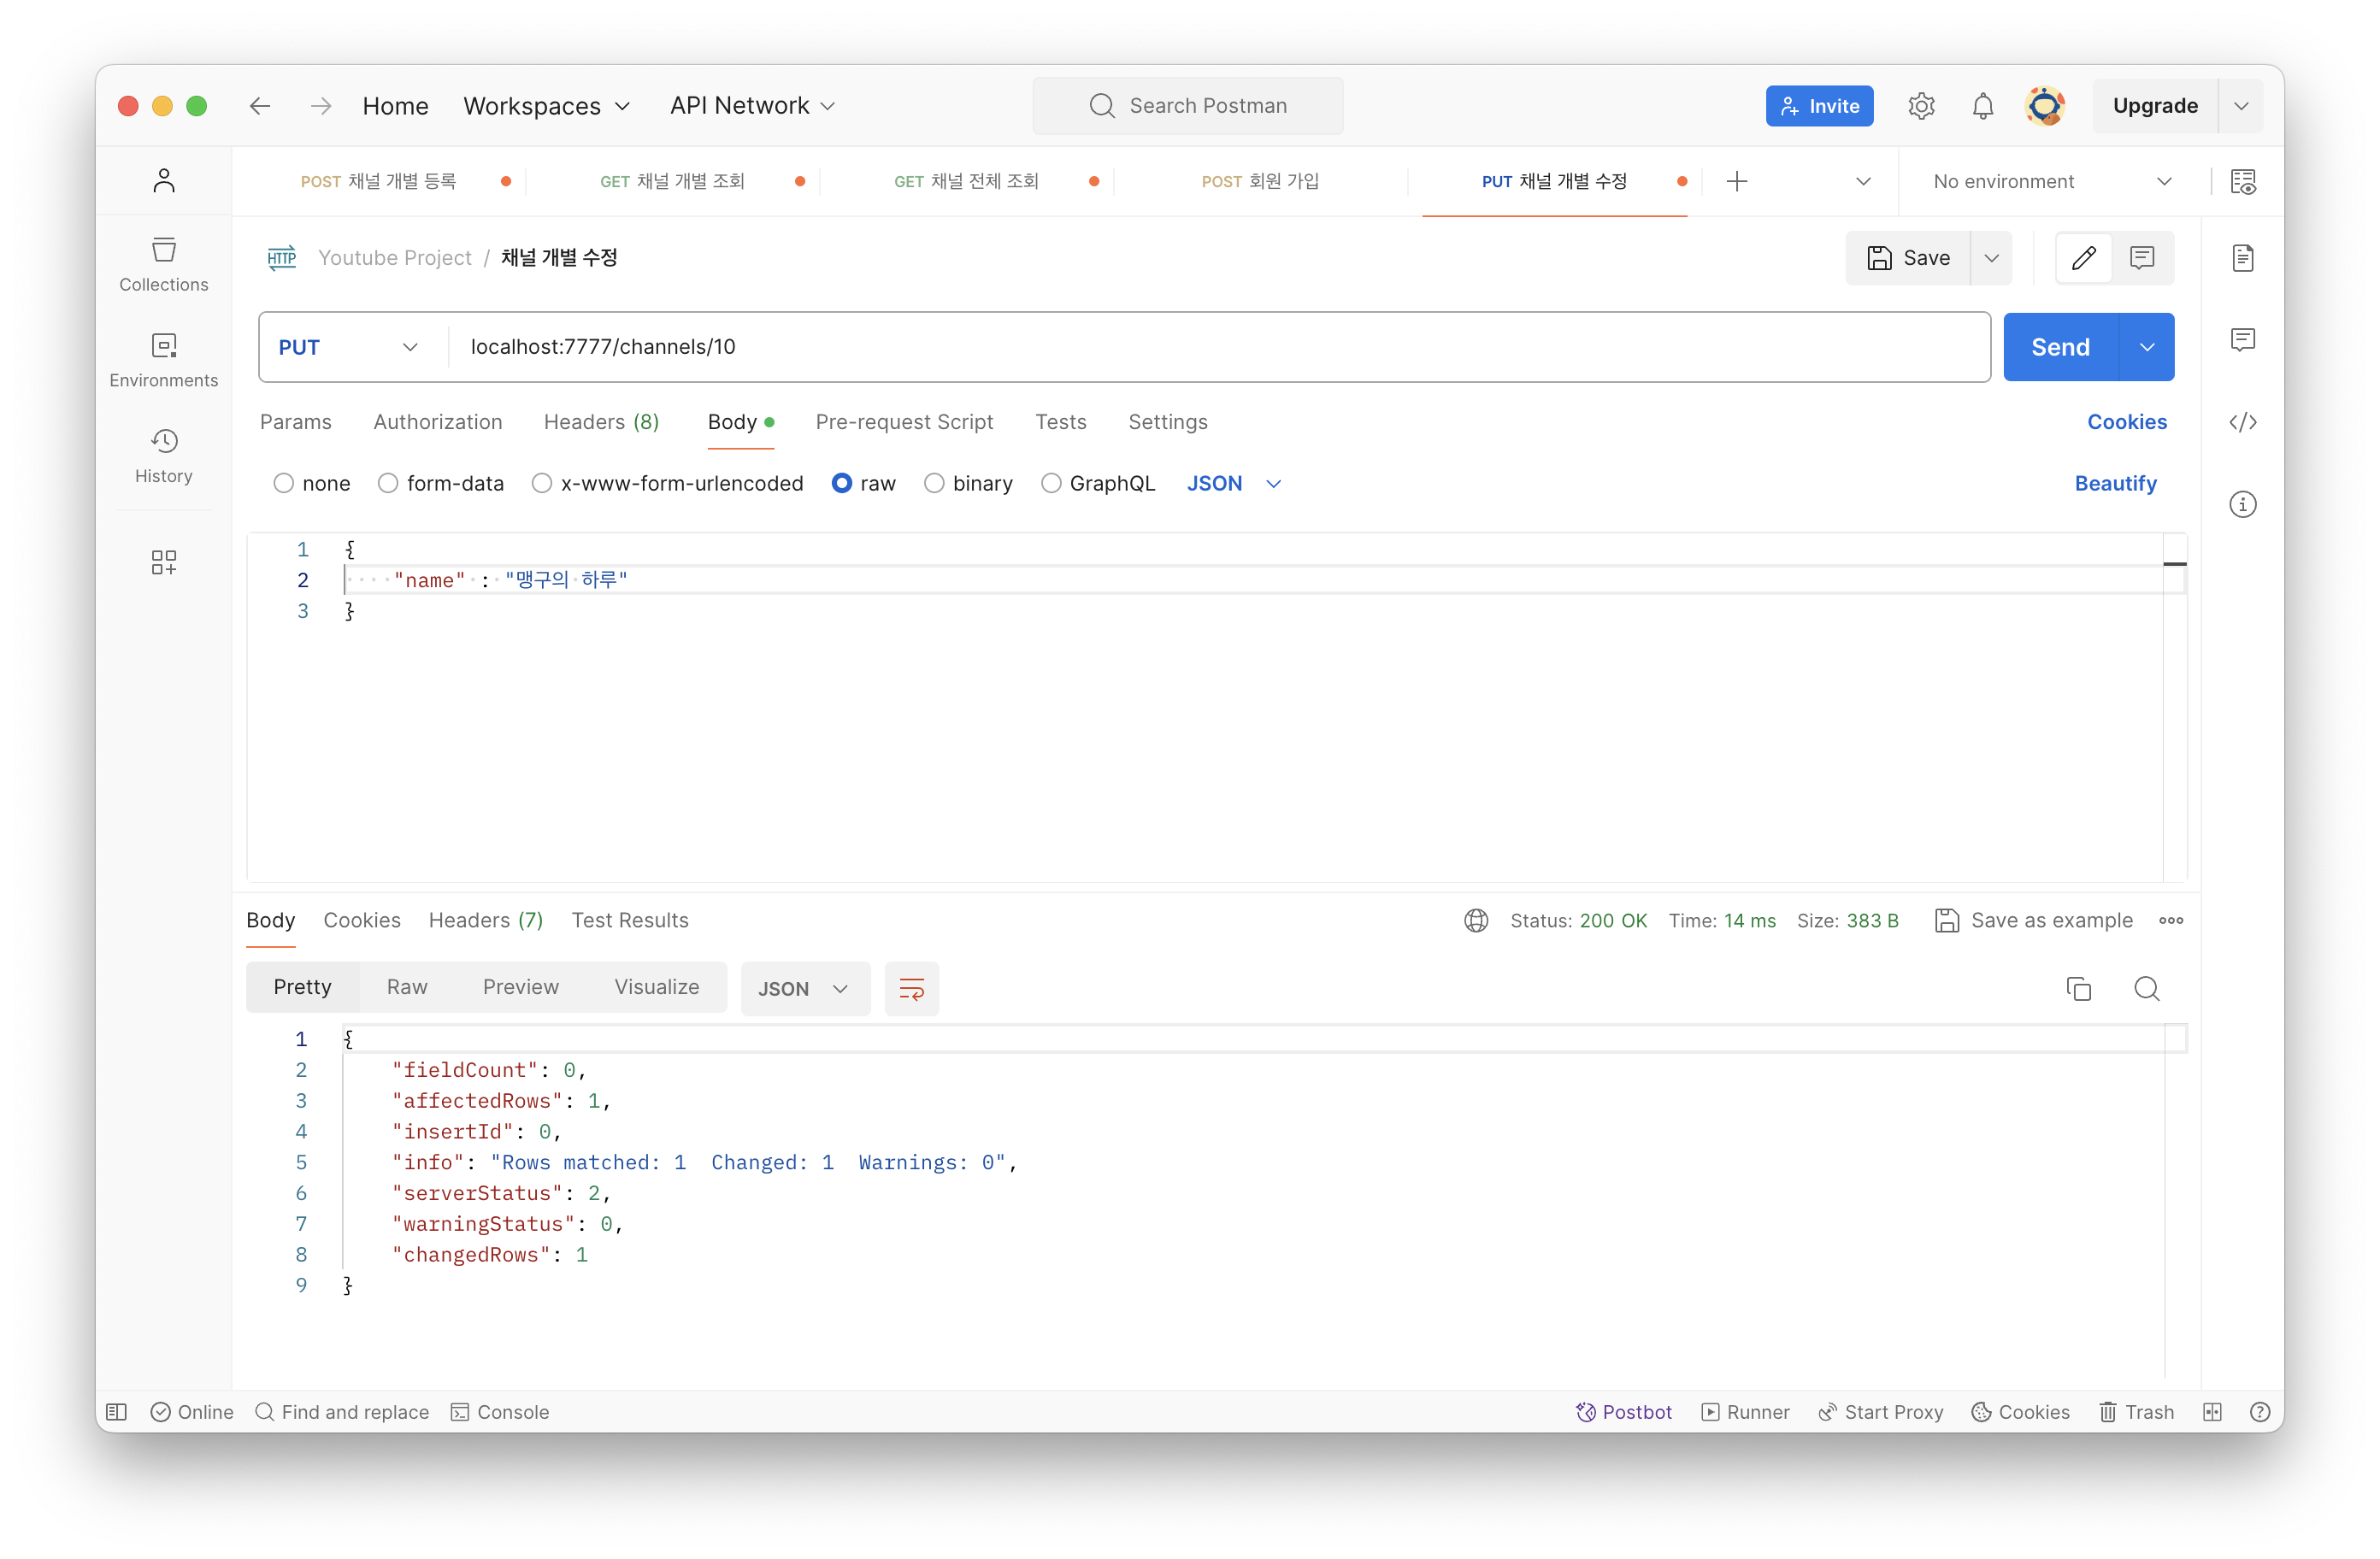 Home Workspaces API Network Search Postman Invite Upgrade
POST 채널 개별 등록 GET 채널 개별 조회 GET 채널 전체 조회 POST 회원 가입 PUT 채널 개별 수정 No environment
Collections
Environments
History
HTTP Youtube Project / 채널 개별 수정 Save
PUT localhost:7777/channels/10 Send
Params Authorization Headers (8) Body Pre-request Script Tests Settings Cookies
none form-data x-www-form-urlencoded raw binary GraphQL JSON Beautify
1 {
2 "name" : "맹구의 하루"
3 }
Body Cookies Headers (7) Test Results Status: 200 OK Time: 14 ms Size: 383 B Save as example
Pretty Raw Preview Visualize JSON
1 {
2 "fieldCount": 0,
3 "affectedRows": 1,
4 "insertId": 0,
5 "info": "Rows matched: 1  Changed: 1  Warnings: 0",
6 "serverStatus": 2,
7 "warningStatus": 0,
8 "changedRows": 1
9 }
Online Find and replace Console Postbot Runner Start Proxy Cookies Trash